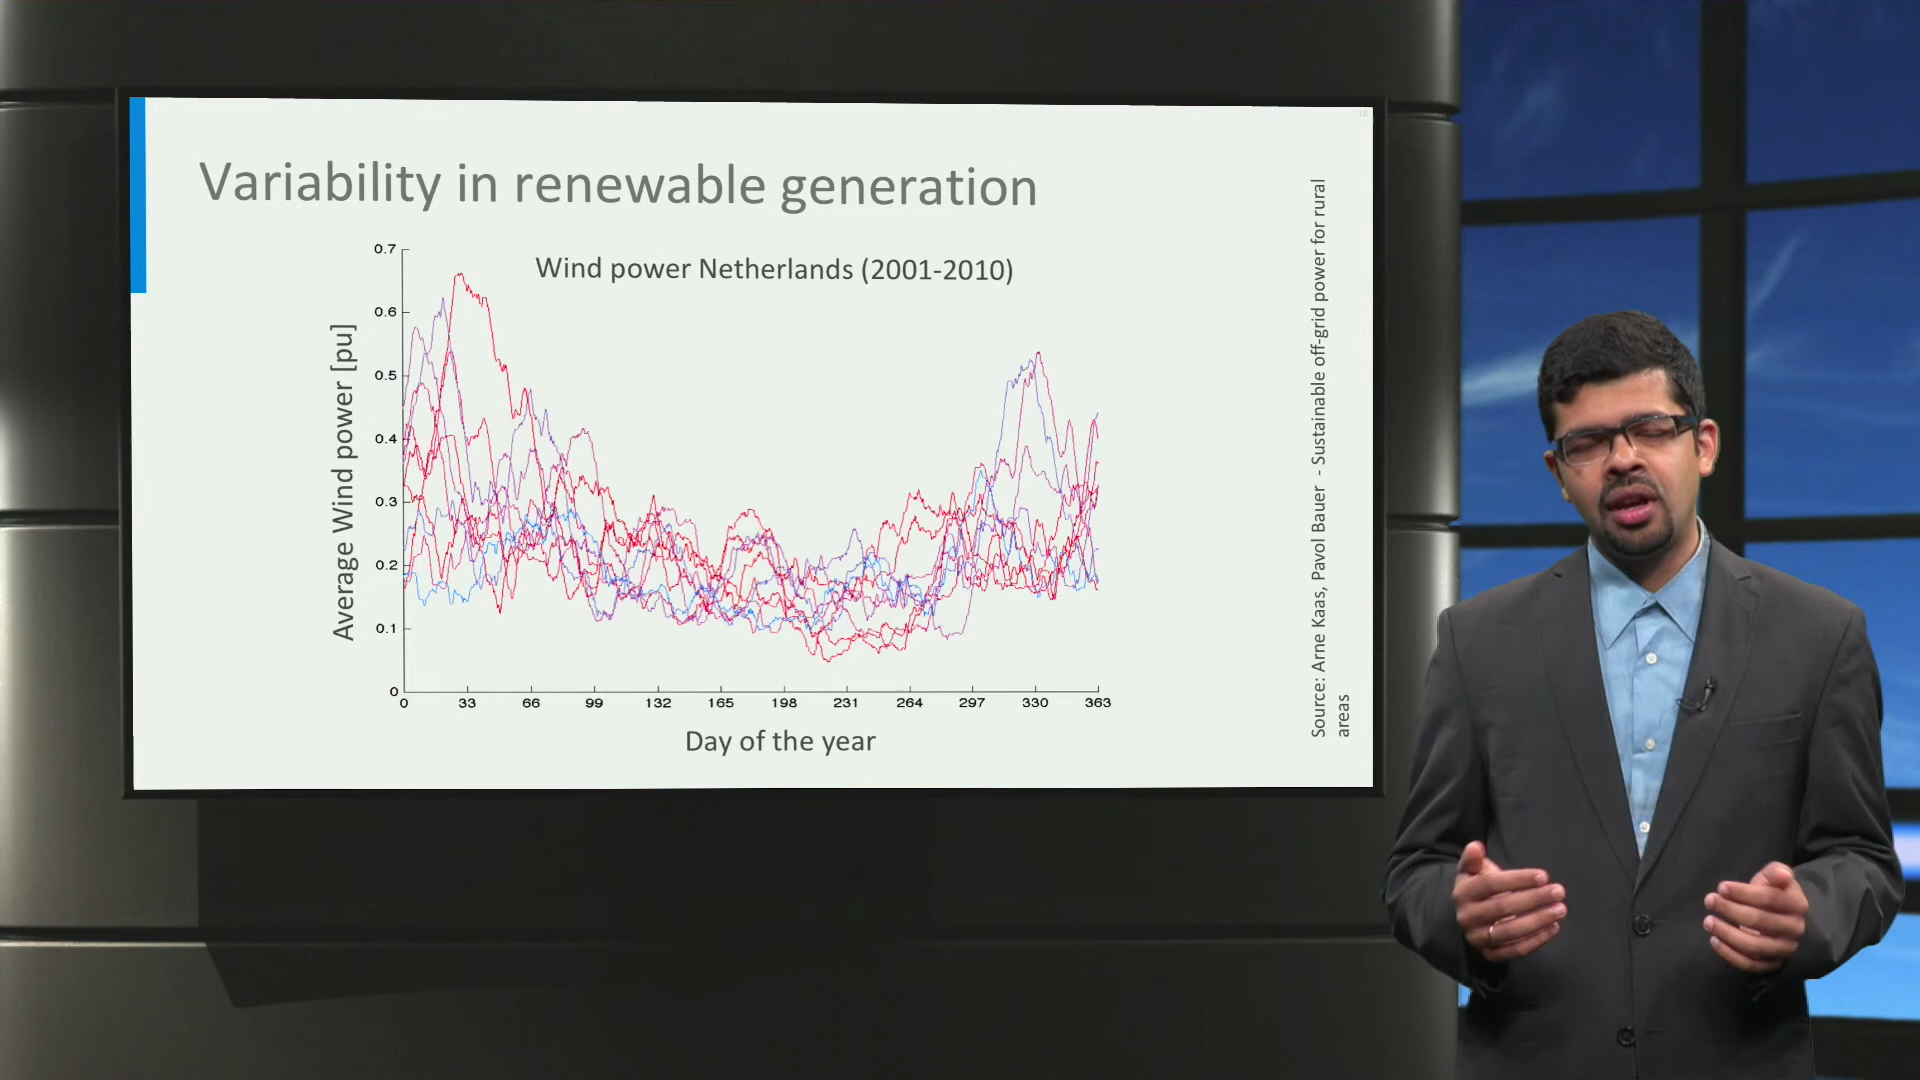 18
Variability in renewable generation
Wind power Netherlands (2001-2010)
Average Wind power [pu]
0.7
0.6
0.5
0.4
0.3
0.2
0.1
0
0 33 66 99 132 165 198 231 264 297 330 363
Day of the year
Source: Arne Kaas, Pavol Bauer - Sustainable off-grid power for rural
areas